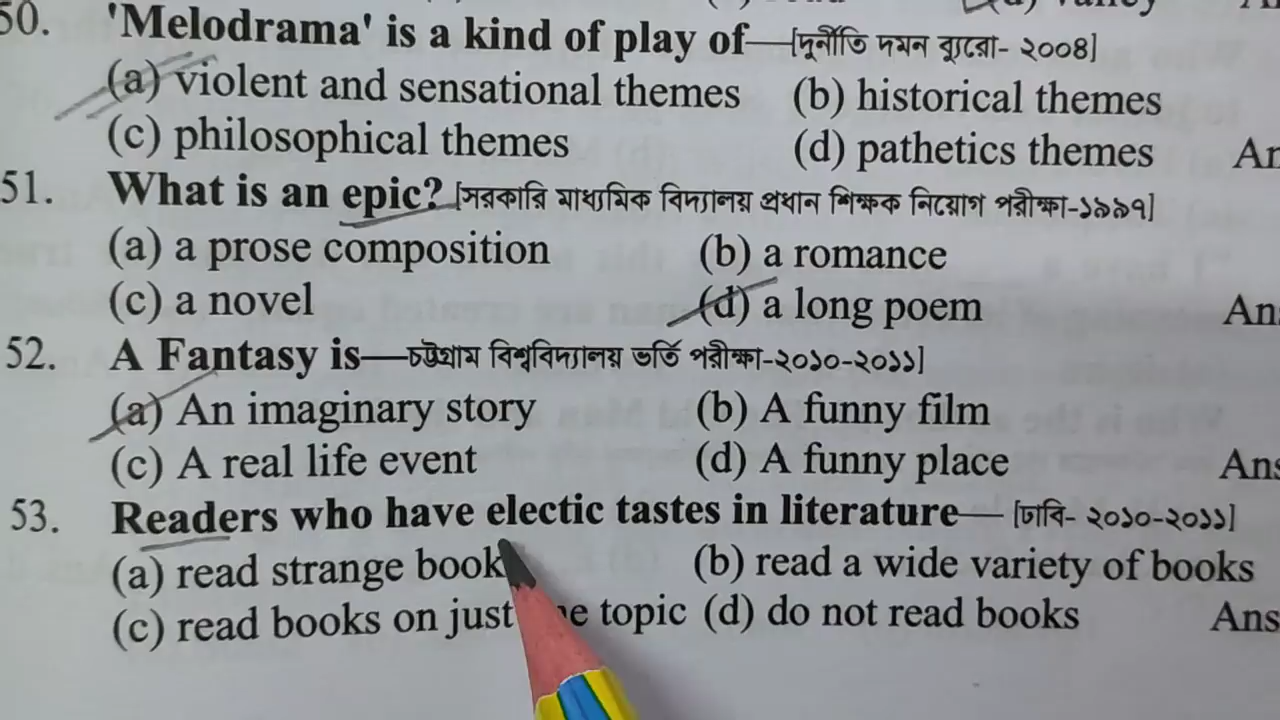 50. 'Melodrama' is a kind of play of—[দুর্নীতি দমন ব্যুরো- ২০০৪]
(a) violent and sensational themes (b) historical themes
(c) philosophical themes (d) pathetics themes
51. What is an epic? [সরকারি মাধ্যমিক বিদ্যালয় প্রধান শিক্ষক নিয়োগ পরীক্ষা-১৯৯৭]
(a) a prose composition (b) a romance
(c) a novel (d) a long poem
52. A Fantasy is—চট্টগ্রাম বিশ্ববিদ্যালয় ভর্তি পরীক্ষা-২০১০-২০১১]
(a) An imaginary story (b) A funny film
(c) A real life event (d) A funny place Ans
53. Readers who have electic tastes in literature— [ঢাবি- ২০১০-২০১১]
(a) read strange book (b) read a wide variety of books
(c) read books on just topic (d) do not read books Ans